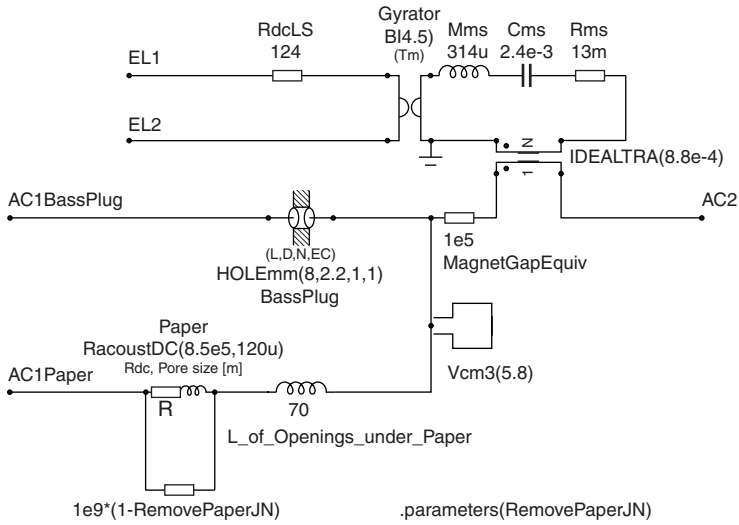 Gyrator
RdcLS
BI4.5)
Mms
Cms
Rms
124
(Tm)
314u
2.4e-3
13m
EL1
EL2
N
1
IDEALTRA(8.8e-4)
AC1BassPlug
AC2
(L,D,N,EC)
HOLEmm(8,2.2,1,1)
BassPlug
1e5
MagnetGapEquiv
Paper
RacoustDC(8.5e5,120u)
Rdc, Pore size [m]
Vcm3(5.8)
AC1Paper
R
70
L_of_Openings_under_Paper
1e9*(1-RemovePaperJN)
.parameters(RemovePaperJN)